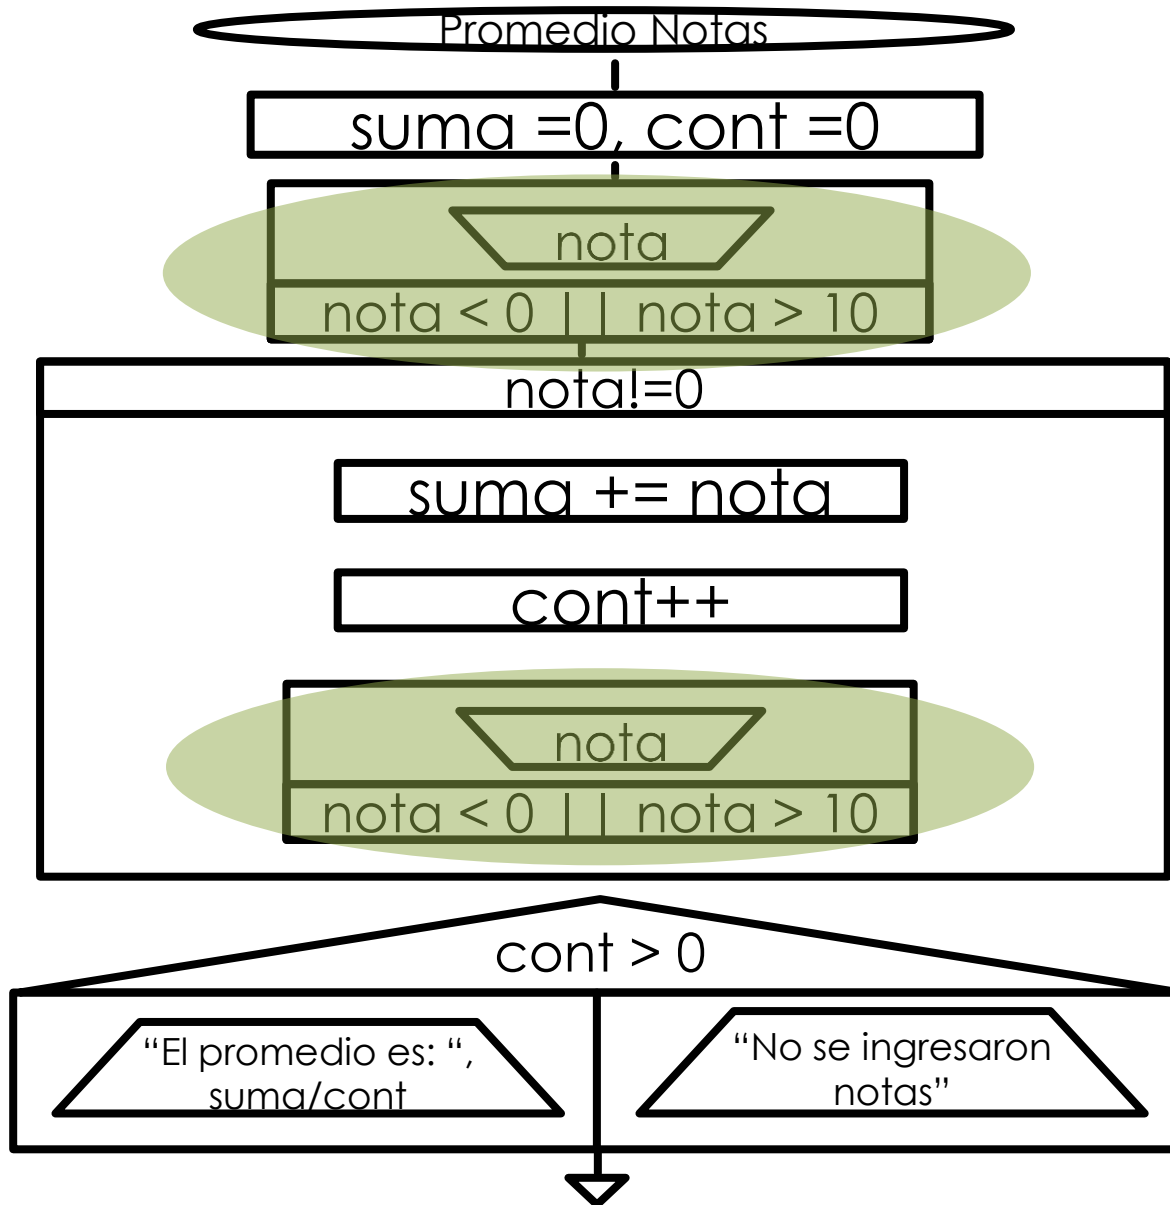 Promedio Notas
suma =0, cont =0
nota
nota < 0 || nota > 10
nota!=0
suma += nota
cont++
nota
nota < 0 || nota > 10
cont > 0
“El promedio es: “,
suma/cont
“No se ingresaron
notas”